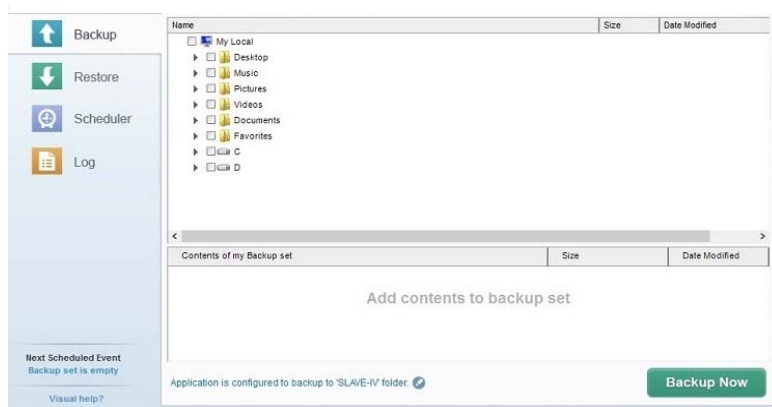 Backup
Restore
Scheduler
Log
Next Scheduled Event
Backup set is empty
Visual help?
Name Size Date Modified
My Local
Desktop
Music
Pictures
Videos
Documents
Favorites
C
D
Contents of my Backup set Size Date Modified
Add contents to backup set
Application is configured to backup to 'SLAVE-IV' folder.
Backup Now